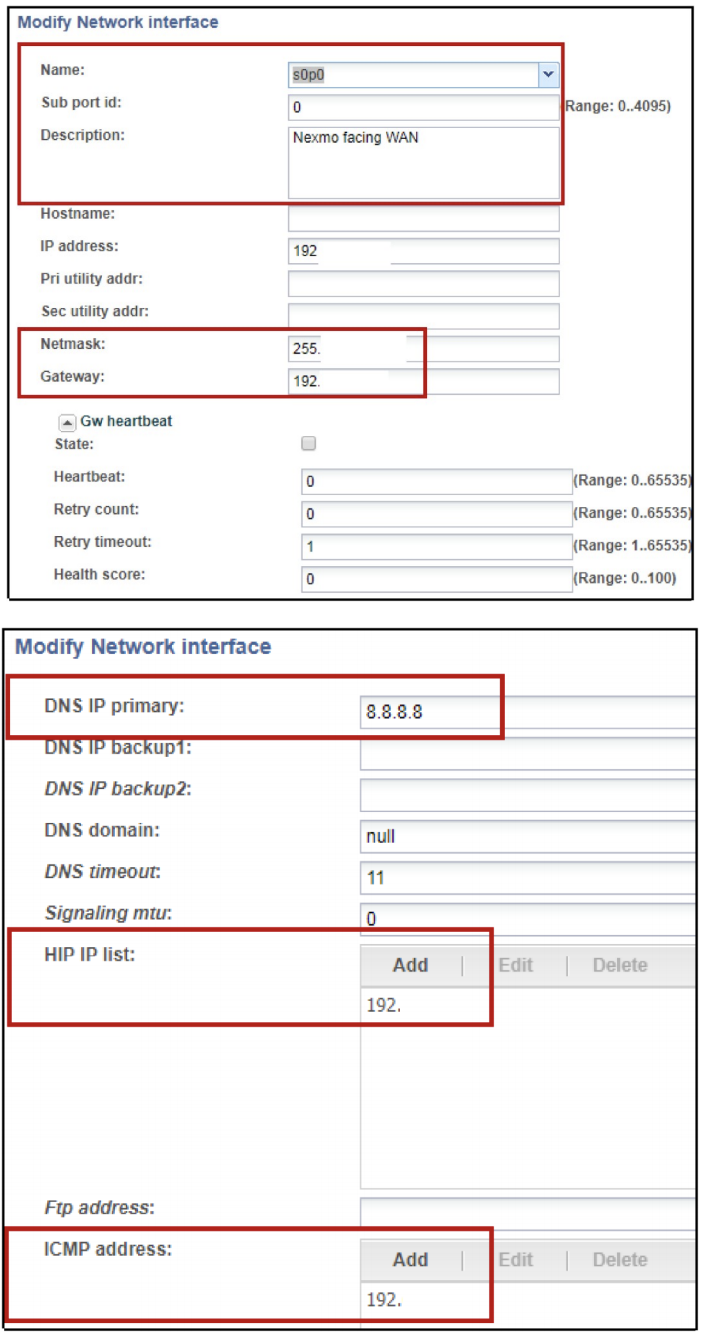 Modify Network interface
Name: s0p0
Sub port id: 0 (Range: 0..4095)
Description: Nexmo facing WAN
Hostname:
IP address: 192
Pri utility addr:
Sec utility addr:
Netmask: 255.
Gateway: 192.
Gw heartbeat
State:
Heartbeat: 0 (Range: 0..65535)
Retry count: 0 (Range: 0..65535)
Retry timeout: 1 (Range: 1..65535)
Health score: 0 (Range: 0..100)
Modify Network interface
DNS IP primary: 8.8.8.8
DNS IP backup1:
DNS IP backup2:
DNS domain: null
DNS timeout: 11
Signaling mtu: 0
HIP IP list: Add | Edit | Delete
192.
Ftp address:
ICMP address: Add | Edit | Delete
192.